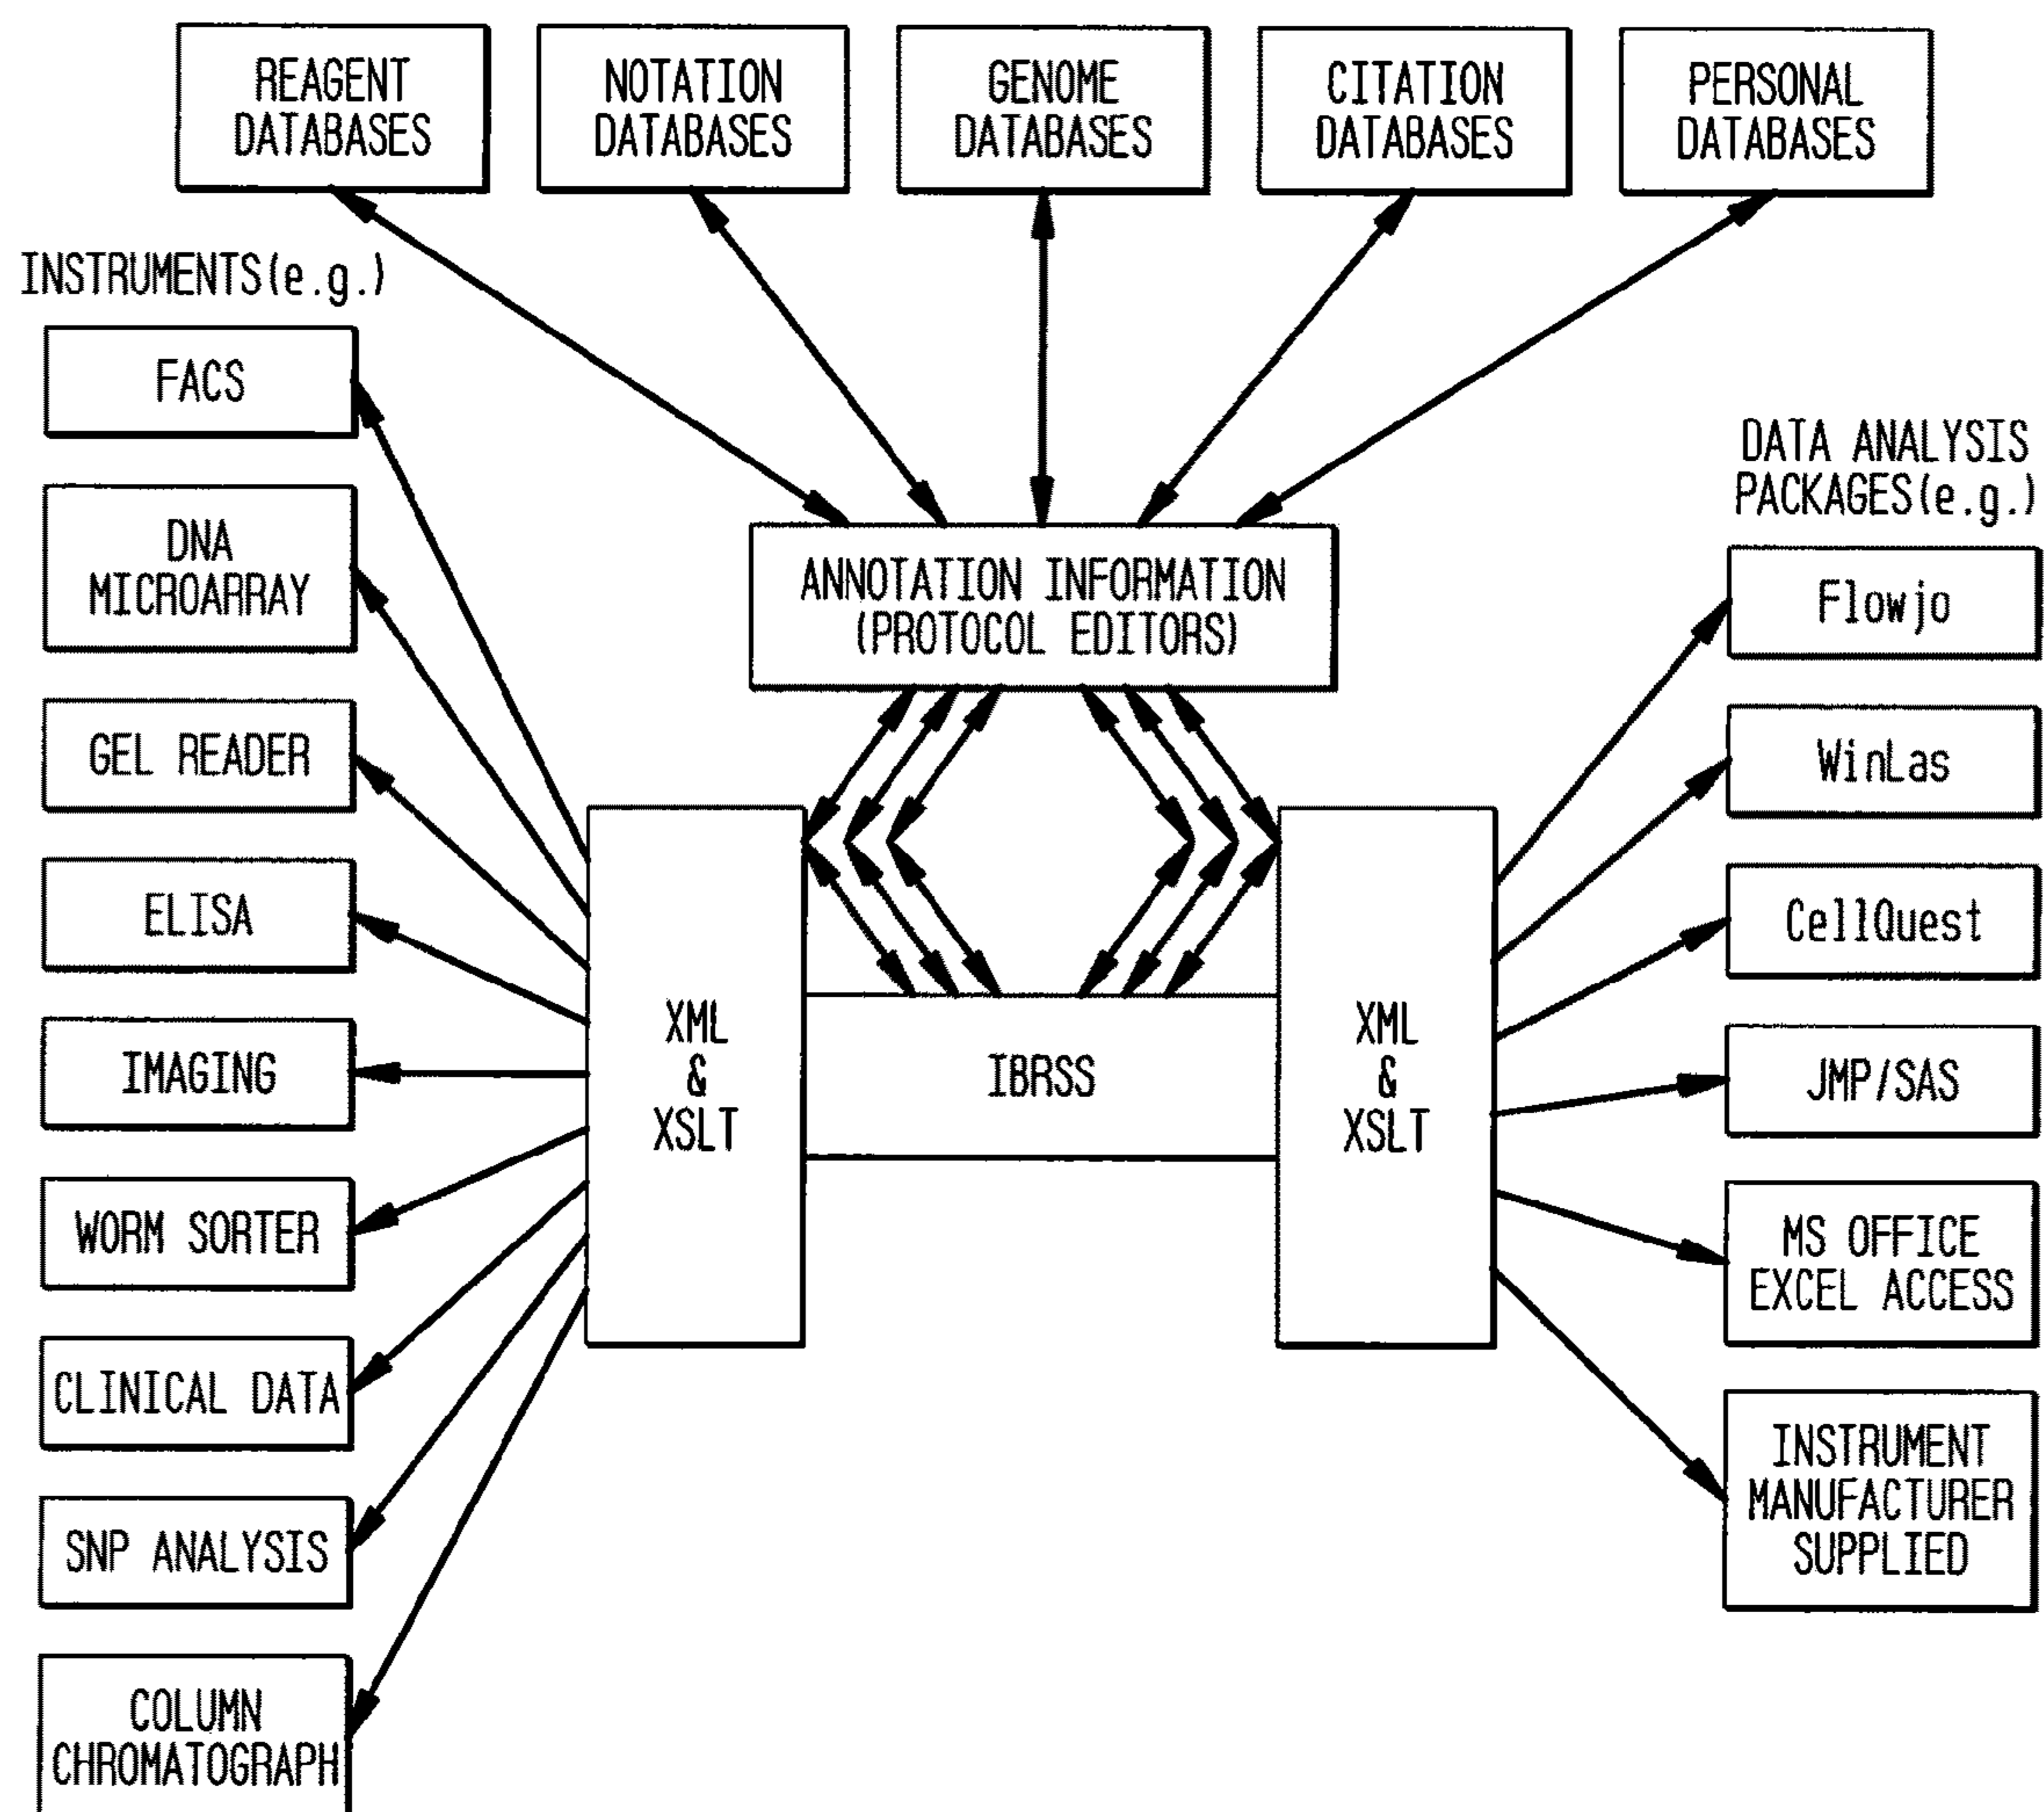 REAGENT
DATABASES
NOTATION
DATABASES
GENOME
DATABASES
CITATION
DATABASES
PERSONAL
DATABASES
INSTRUMENTS(e.g.)
FACS
DNA
MICROARRAY
GEL READER
ELISA
IMAGING
WORM SORTER
CLINICAL DATA
SNP ANALYSIS
COLUMN
CHROMATOGRAPH
ANNOTATION INFORMATION
(PROTOCOL EDITORS)
XML
&
XSLT
IBRSS
XML
&
XSLT
DATA ANALYSIS
PACKAGES(e.g.)
Flowjo
WinLas
CellQuest
JMP/SAS
MS OFFICE
EXCEL ACCESS
INSTRUMENT
MANUFACTURER
SUPPLIED